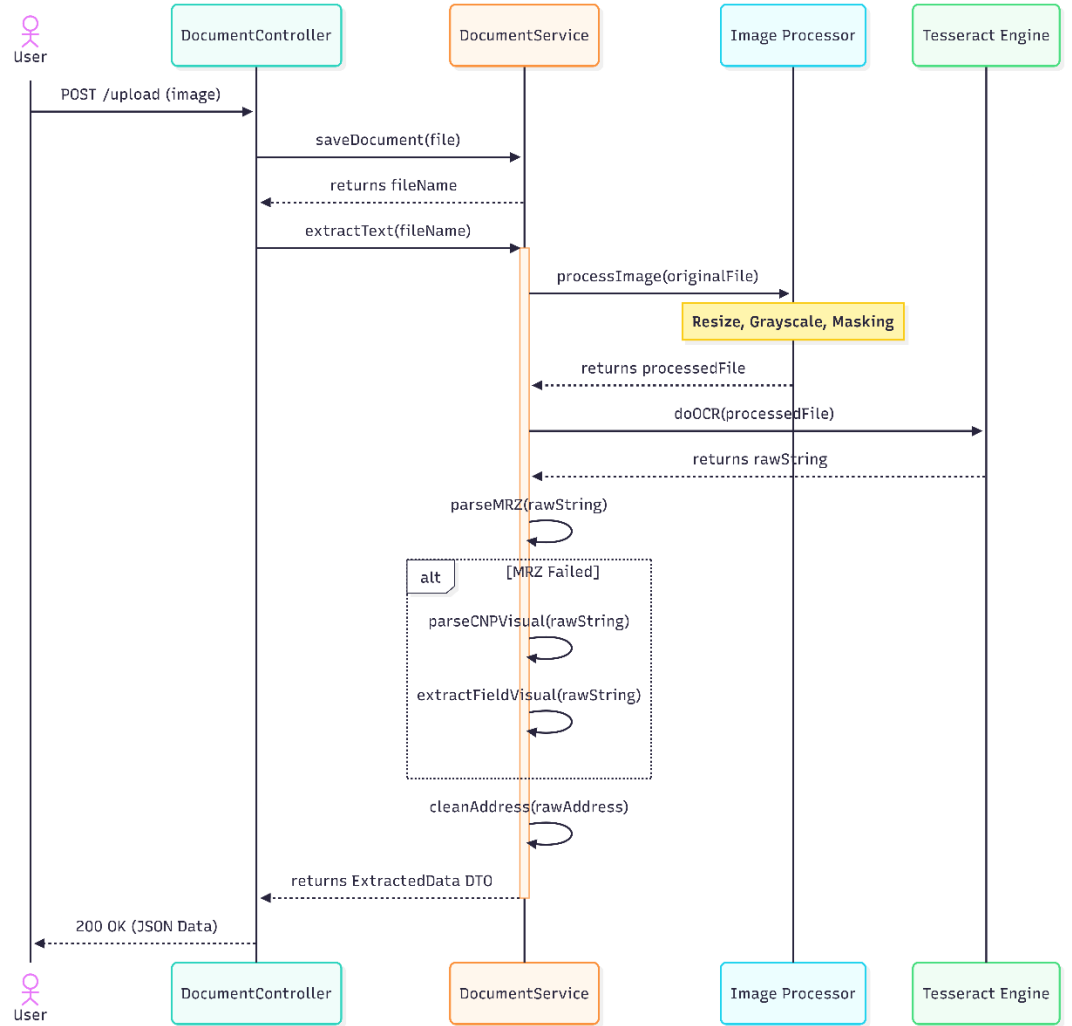 User
DocumentController
DocumentService
Image Processor
Tesseract Engine
POST /upload (image)
saveDocument(file)
returns fileName
extractText(fileName)
processImage(originalFile)
Resize, Grayscale, Masking
returns processedFile
doOCR(processedFile)
returns rawString
parseMRZ(rawString)
alt
[MRZ Failed]
parseCNPVisual(rawString)
extractFieldVisual(rawString)
cleanAddress(rawAddress)
returns ExtractedData DTO
200 OK (JSON Data)
User
DocumentController
DocumentService
Image Processor
Tesseract Engine